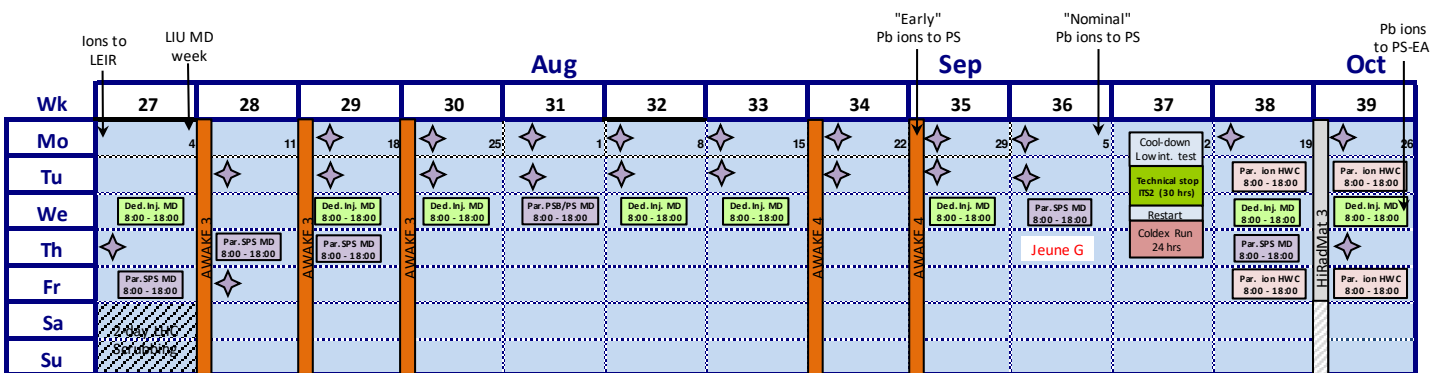 "Early"
Pb ions to PS
"Nominal"
Pb ions to PS
Pb ions
to PS-EA
Ions to
LEIR
LIU MD
week
Aug
Sep
Oct
Wk 27 28 29 30 31 32 33 34 35 36 37 38 39
Mo 4 11 18 25 1 8 15 22 29 5 2 19 26
Cool-down
Low int. test
Tu
Technical stop
ITS2 (30 hrs)
Par. ion HWC
8:00 - 18:00
Par. ion HWC
8:00 - 18:00
We
Ded. Inj. MD
8:00 - 18:00
Ded. Inj. MD
8:00 - 18:00
Ded. Inj. MD
8:00 - 18:00
Par. PSB/PS MD
8:00 - 18:00
Ded. Inj. MD
8:00 - 18:00
Ded. Inj. MD
8:00 - 18:00
Ded. Inj. MD
8:00 - 18:00
Par. SPS MD
8:00 - 18:00
Restart
Ded. Inj. MD
8:00 - 18:00
Ded. Inj. MD
8:00 - 18:00
Th
Par. SPS MD
8:00 - 18:00
Par. SPS MD
8:00 - 18:00
Jeune G
Coldex Run
24 hrs
Par. SPS MD
8:00 - 18:00
Fr
Par. SPS MD
8:00 - 18:00
Par. ion HWC
8:00 - 18:00
Par. ion HWC
8:00 - 18:00
Sa
2-day LHC
Scrubbing
Su
AWAKE 3
AWAKE 3
AWAKE 3
AWAKE 4
AWAKE 4
HiRadMat 3